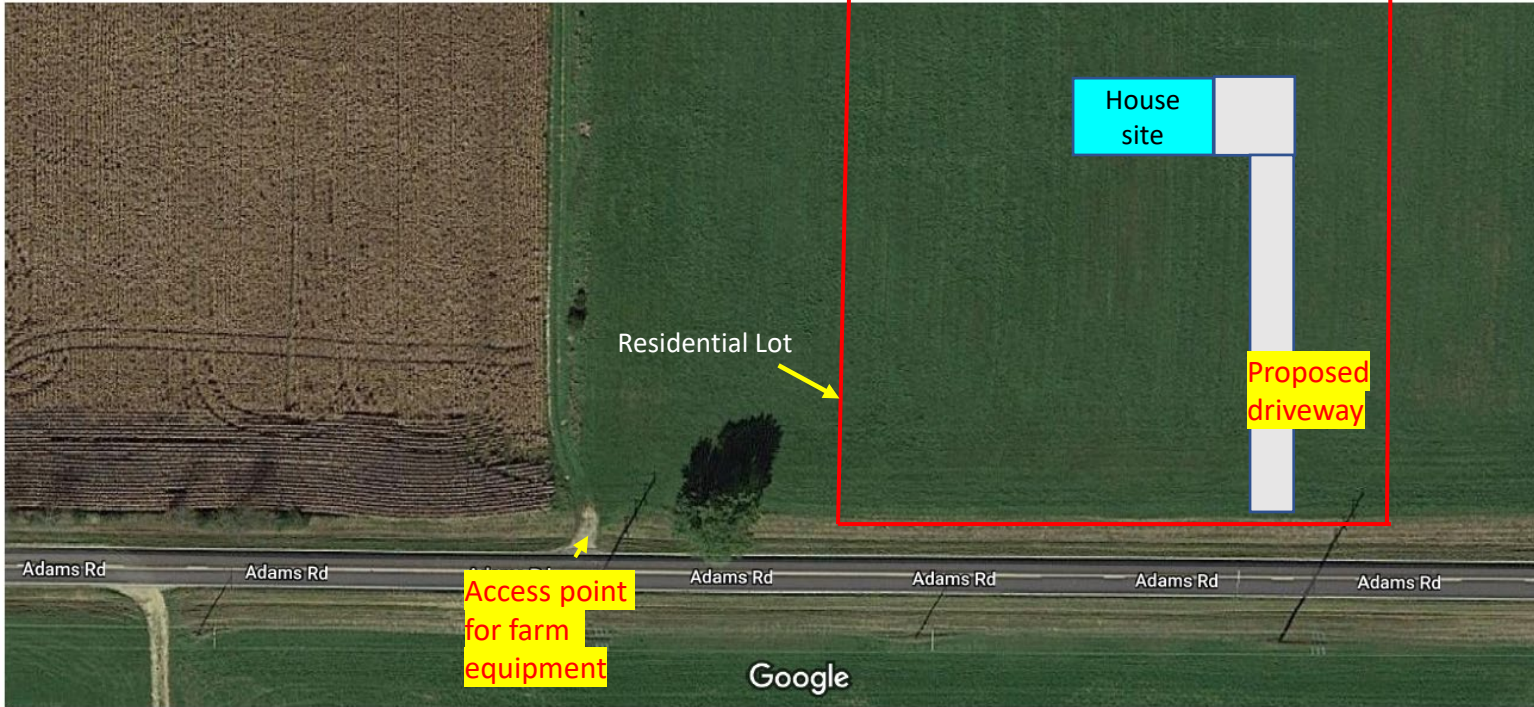 House
site
Residential Lot
Proposed
driveway
Adams Rd
Adams Rd
Adams Rd
Adams Rd
Adams Rd
Adams Rd
Access point
for farm
equipment
Google